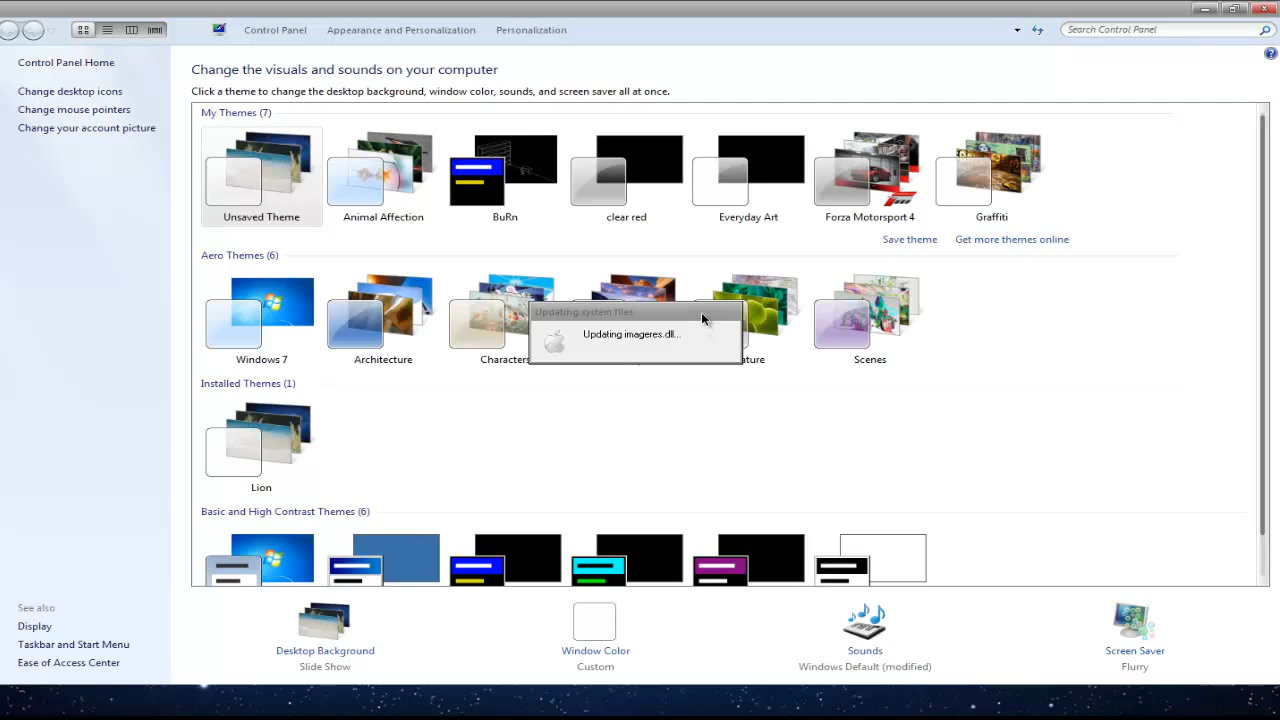 Control Panel
Appearance and Personalization
Personalization
Search Control Panel
Control Panel Home
Change desktop icons
Change mouse pointers
Change your account picture
Change the visuals and sounds on your computer
Click a theme to change the desktop background, window color, sounds, and screen saver all at once.
My Themes (7)
Unsaved Theme
Animal Affection
BuRn
clear red
Everyday Art
Forza Motorsport 4
Graffiti
Save theme
Get more themes online
Aero Themes (6)
Windows 7
Architecture
Characters
Scenes
Updating system files
Updating imageres.dll...
Installed Themes (1)
Lion
Basic and High Contrast Themes (6)
See also
Display
Taskbar and Start Menu
Ease of Access Center
Desktop Background
Slide Show
Window Color
Custom
Sounds
Windows Default (modified)
Screen Saver
Flurry